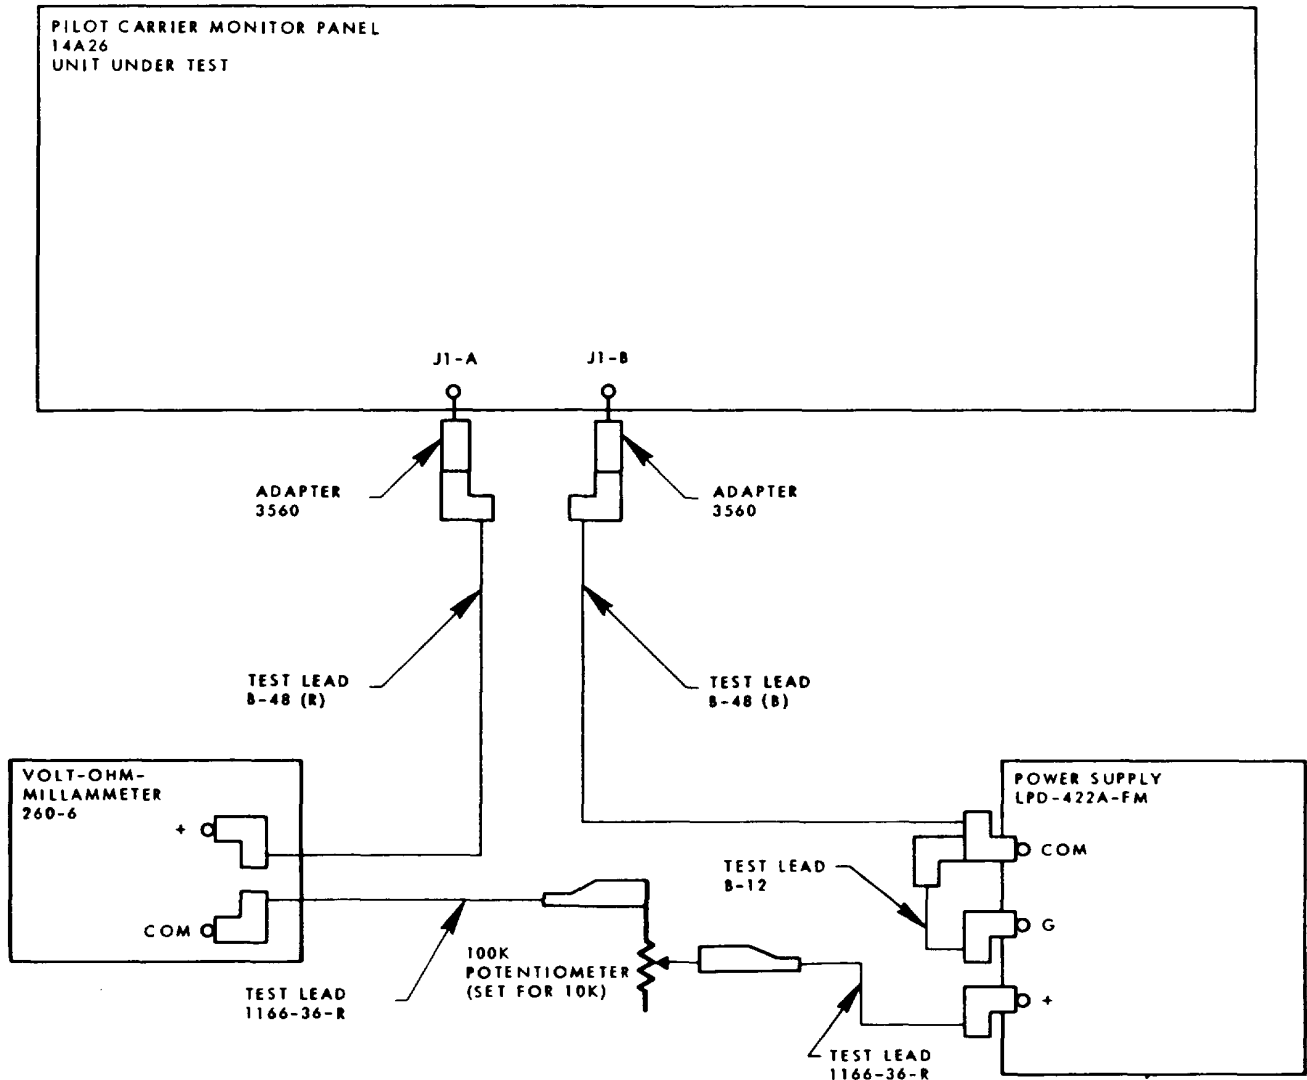 PILOT CARRIER MONITOR PANEL
14A26
UNIT UNDER TEST
J1-A
J1-B
ADAPTER
3560
ADAPTER
3560
TEST LEAD
B-48 (R)
TEST LEAD
B-48 (B)
VOLT-OHM-
MILLAMMETER
260-6
+
COM
POWER SUPPLY
LPD-422A-FM
COM
G
+
TEST LEAD
B-12
100K
POTENTIOMETER
(SET FOR 10K)
TEST LEAD
1166-36-R
TEST LEAD
1166-36-R